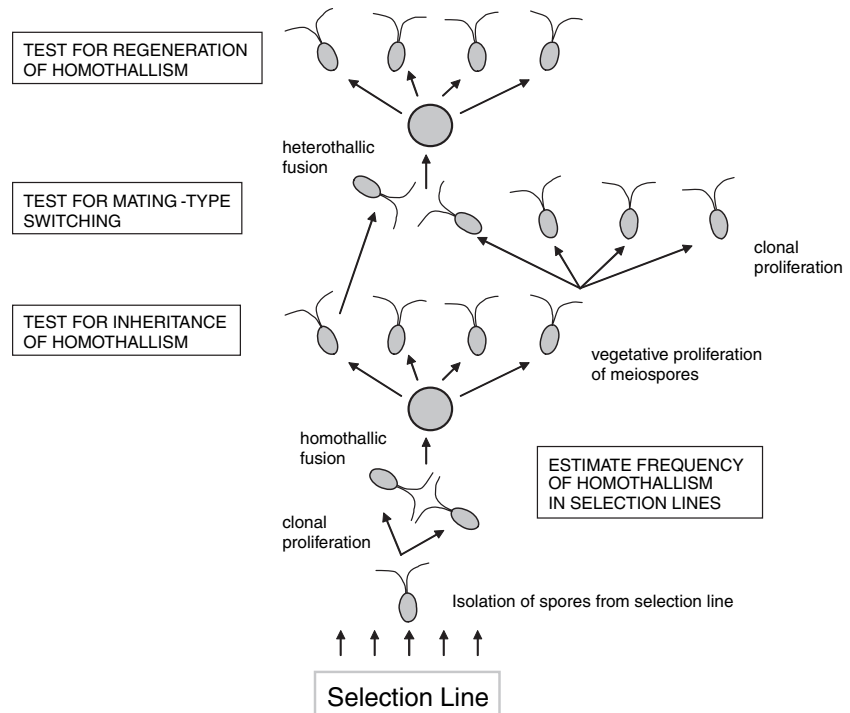 TEST FOR REGENERATION
OF HOMOTHALLISM
heterothallic
fusion
TEST FOR MATING -TYPE
SWITCHING
clonal
proliferation
TEST FOR INHERITANCE
OF HOMOTHALLISM
vegetative proliferation
of meiospores
homothallic
fusion
ESTIMATE FREQUENCY
OF HOMOTHALLISM
IN SELECTION LINES
clonal
proliferation
Isolation of spores from selection line
Selection Line